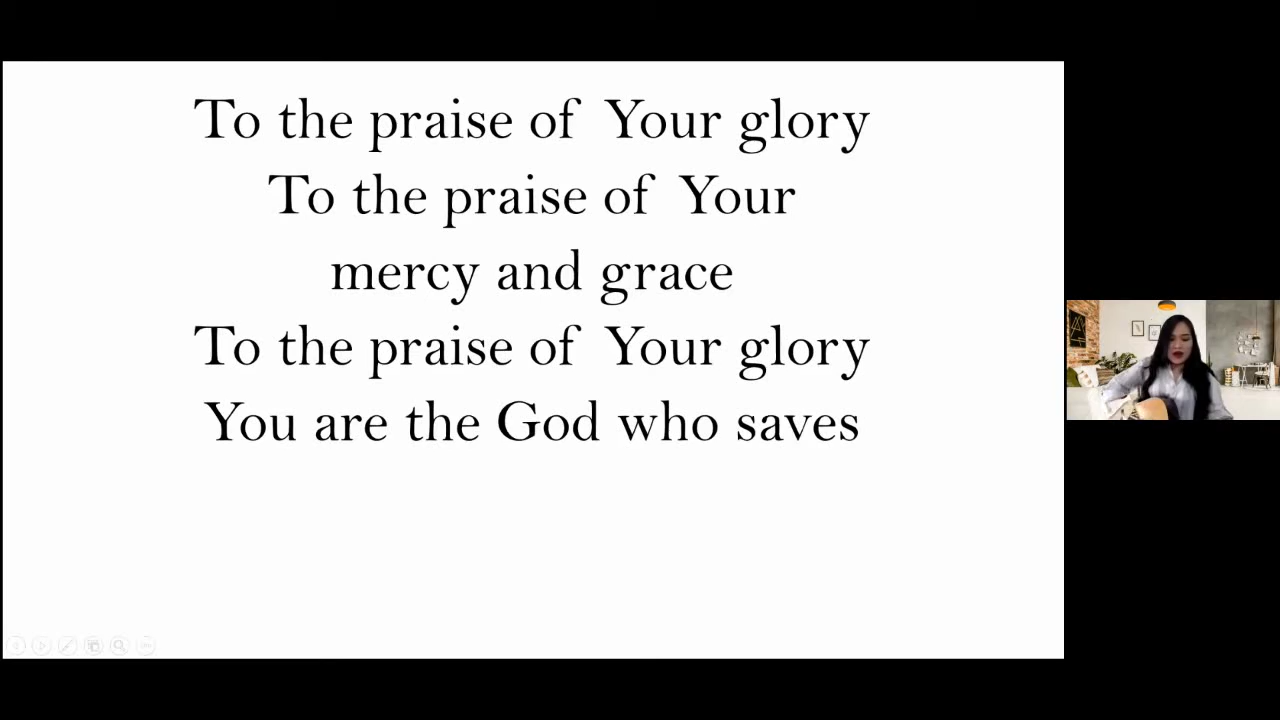 To the praise of Your glory
To the praise of Your
mercy and grace
To the praise of Your glory
You are the God who saves